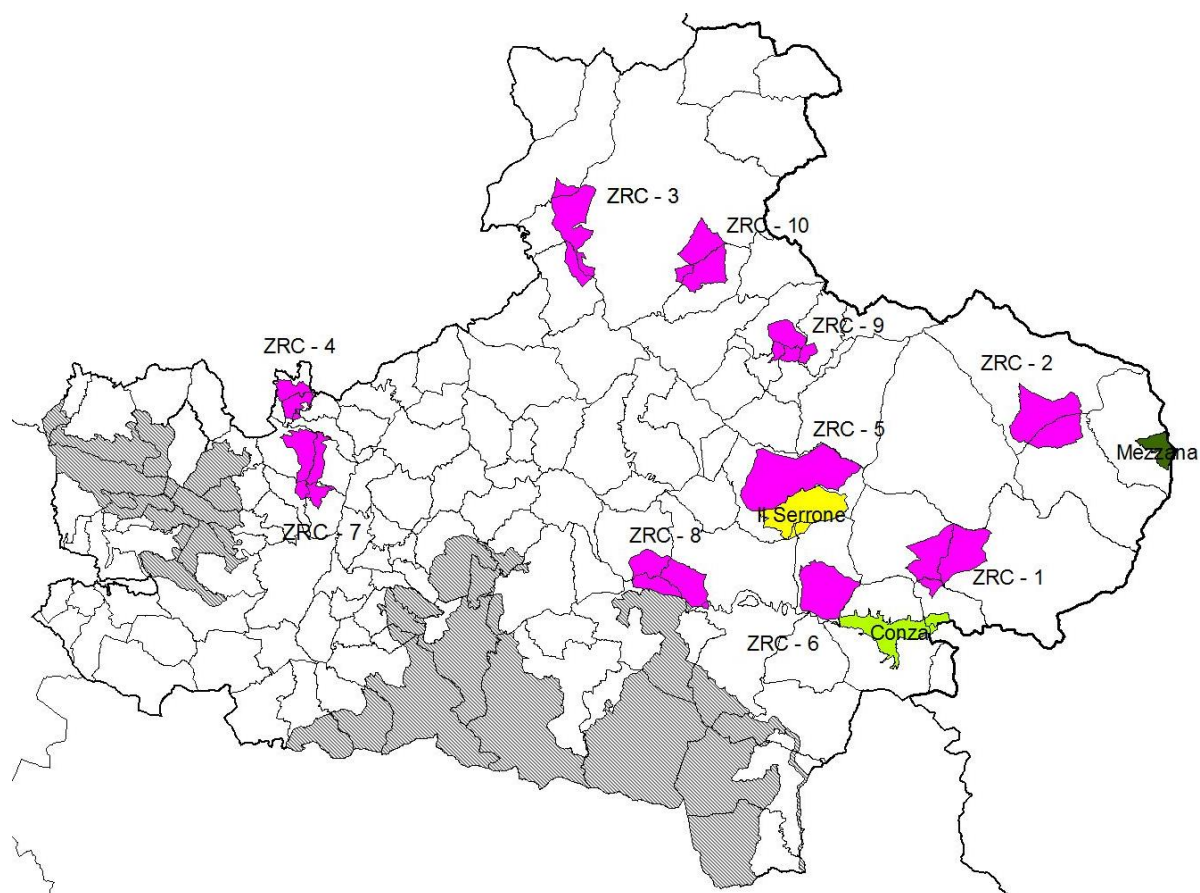 ZRC - 3
ZRC - 10
ZRC - 9
ZRC - 4
ZRC - 2
ZRC - 5
Mezzana
Il Serrone
ZRC - 7
ZRC - 8
ZRC - 1
Conza
ZRC - 6